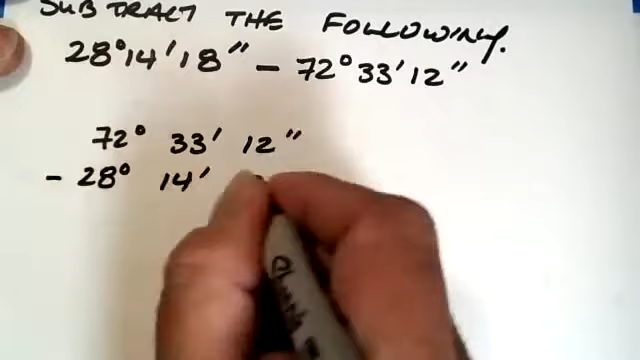 SUBTRACT THE FOLLOWING.
28°14'18" - 72°33'12"
72° 33' 12"
- 28° 14'